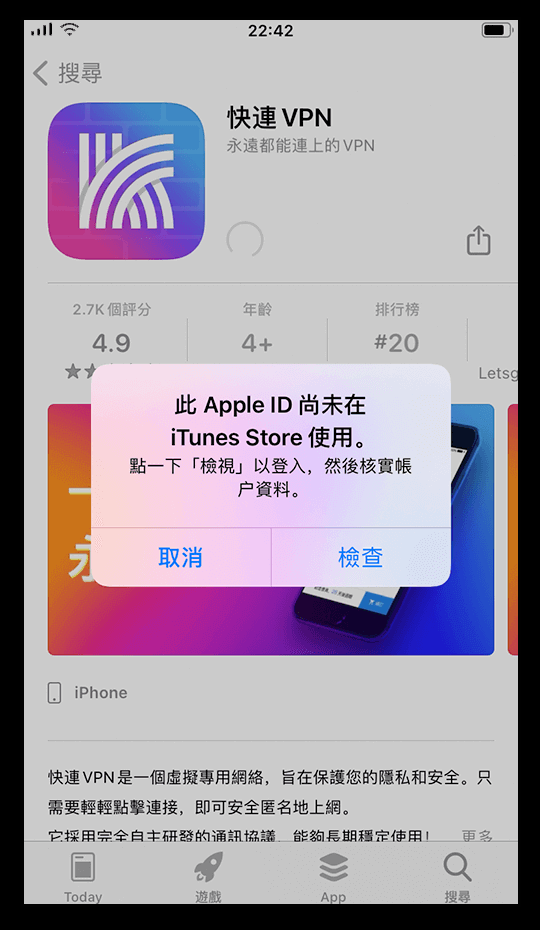 22:42
搜尋
快連 VPN
永遠都能連上的 VPN
2.7K 個評分
年齡
排行榜
4.9
4+
#20
Letsg
此 Apple ID 尚未在
iTunes Store 使用。
點一下「檢視」以登入，然後核實帳
户資料。
取消
檢查
iPhone
快連 VPN 是一個虛擬專用網絡，旨在保護您的隱私和安全。只
需要輕輕點擊連接，即可安全匿名地上網。
它採用完全自主研發的通訊協議，能夠長期穩定使用！
更多
Today
遊戲
App
搜尋